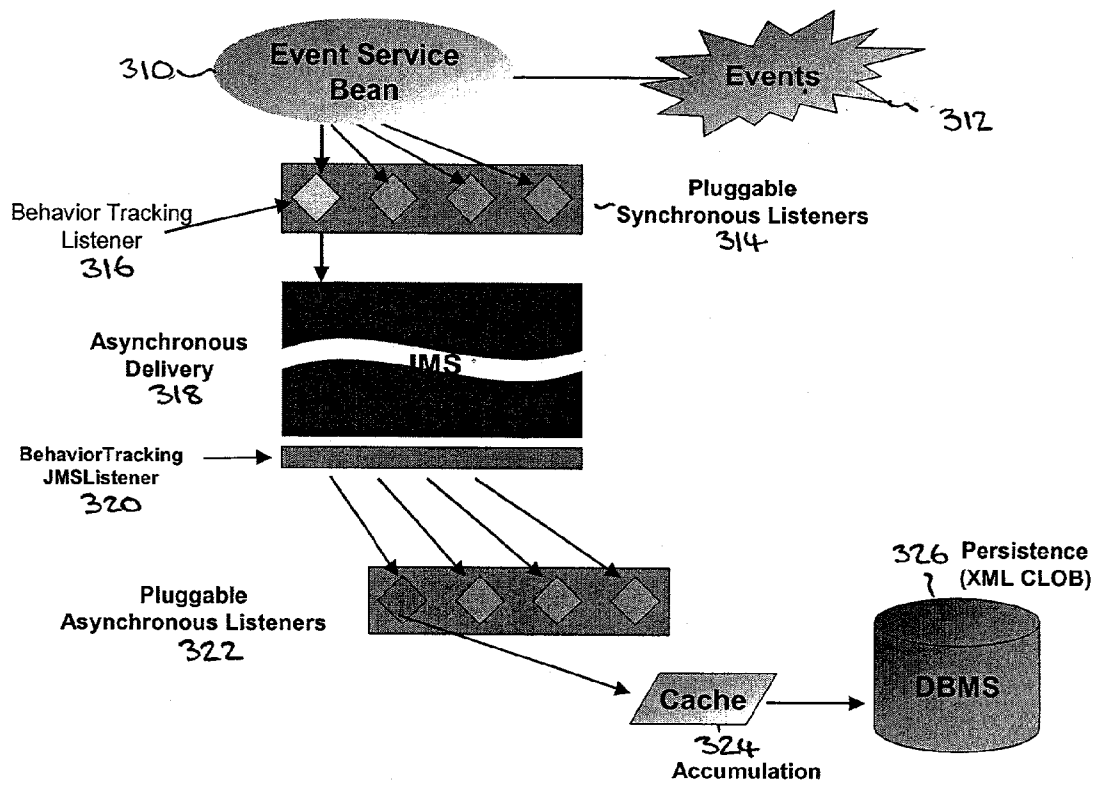 Event Service
Bean
310
Events
312
Pluggable
Synchronous Listeners
314
Behavior Tracking
Listener
316
Asynchronous
Delivery
318
JMS
BehaviorTracking
JMSListener
320
Pluggable
Asynchronous Listeners
322
326 Persistence
(XML CLOB)
DBMS
Cache
324
Accumulation